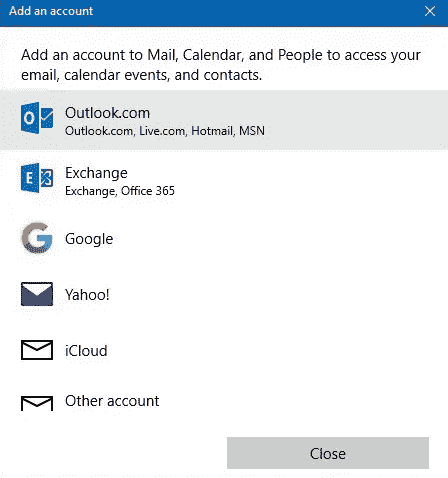 Add an account
Add an account to Mail, Calendar, and People to access your
email, calendar events, and contacts.
Outlook.com
Outlook.com, Live.com, Hotmail, MSN
Exchange
Exchange, Office 365
Google
Yahoo!
iCloud
Other account
Close